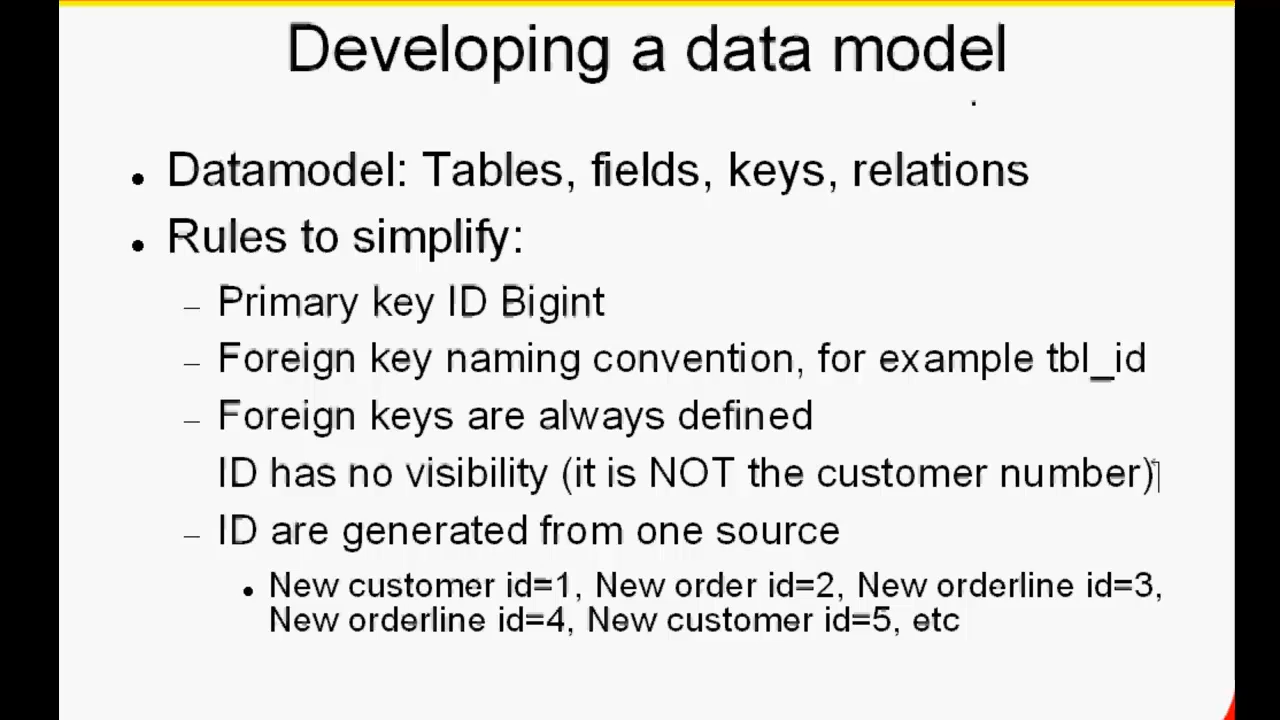 Developing a data model
• Datamodel: Tables, fields, keys, relations
• Rules to simplify:
– Primary key ID Bigint
– Foreign key naming convention, for example tbl_id
– Foreign keys are always defined
ID has no visibility (it is NOT the customer number)
– ID are generated from one source
• New customer id=1, New order id=2, New orderline id=3,
New orderline id=4, New customer id=5, etc